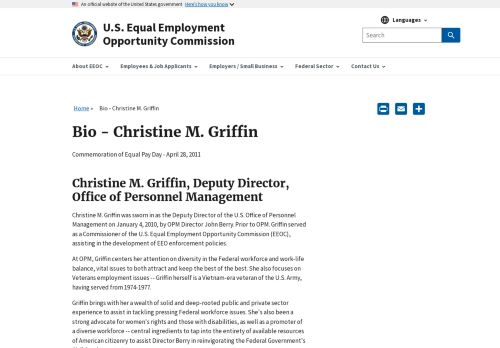 An official website of the United States government Here's how you know
U.S. Equal Employment
Opportunity Commission
Languages
Search
About EEOC
Employees & Job Applicants
Employers / Small Business
Federal Sector
Contact Us
Home » Bio - Christine M. Griffin
Bio - Christine M. Griffin
Commemoration of Equal Pay Day - April 28, 2011
Christine M. Griffin, Deputy Director,
Office of Personnel Management
Christine M. Griffin was sworn in as the Deputy Director of the U.S. Office of Personnel
Management on January 4, 2010, by OPM Director John Berry. Prior to OPM. Griffin served
as a Commissioner of the U.S. Equal Employment Opportunity Commission (EEOC),
assisting in the development of EEO enforcement policies.
At OPM, Griffin centers her attention on diversity in the Federal workforce and work-life
balance, vital issues to both attract and keep the best of the best. She also focuses on
Veterans employment issues -- Griffin herself is a Vietnam-era veteran of the U.S. Army,
having served from 1974-1977.
Griffin brings with her a wealth of solid and deep-rooted public and private sector
experience to assist in tackling pressing Federal workforce issues. She's also been a
strong advocate for women's rights and those with disabilities, as well as a promoter of
a diverse workforce -- central ingredients to tap into the entirety of available resources
of American citizenry to assist Director Berry in reinvigorating the Federal Government's